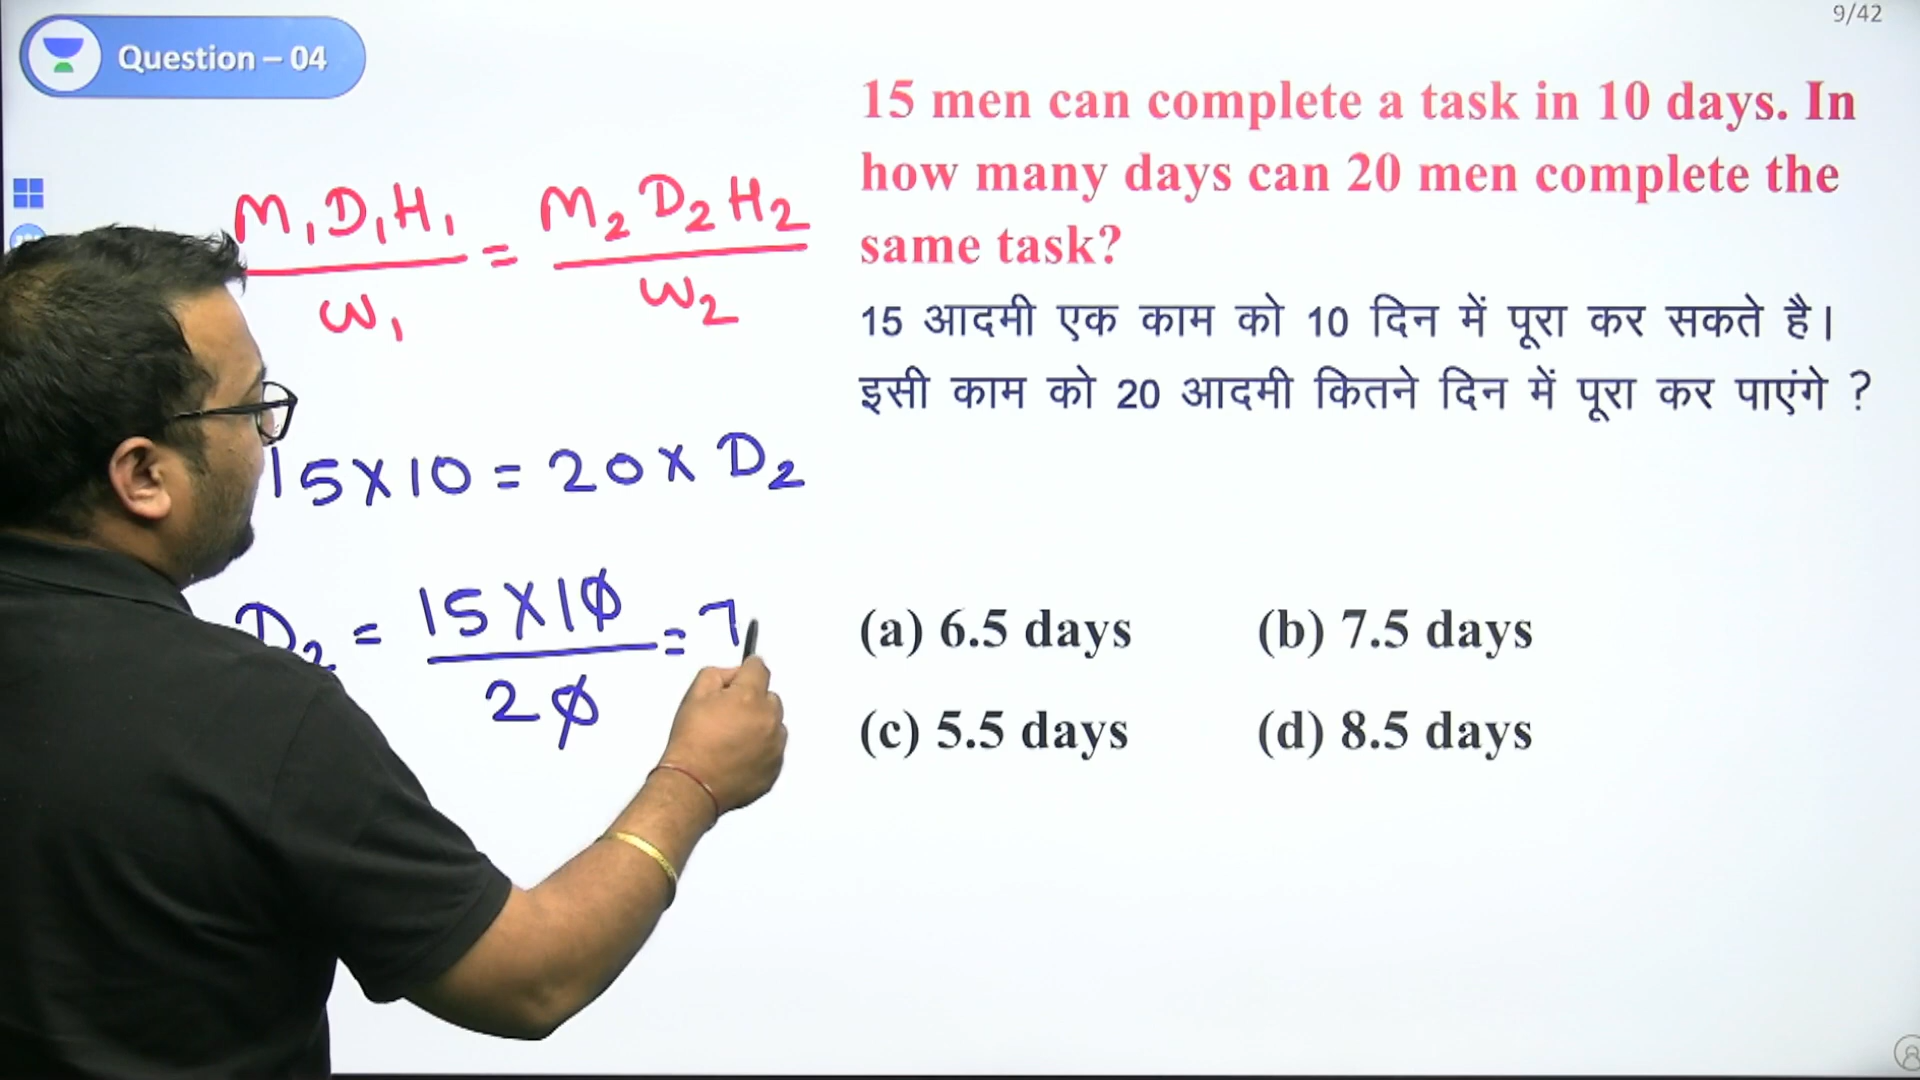 9/42
Question – 04
15 men can complete a task in 10 days. In
how many days can 20 men complete the
same task?
15 आदमी एक काम को 10 दिन में पूरा कर सकते है।
इसी काम को 20 आदमी कितने दिन में पूरा कर पाएंगे ?
M₁D₁H₁ / W₁ = M₂D₂H₂ / W₂
15×10 = 20× D₂
D₂ = 15×10 / 20 = 7
(a) 6.5 days (b) 7.5 days
(c) 5.5 days (d) 8.5 days